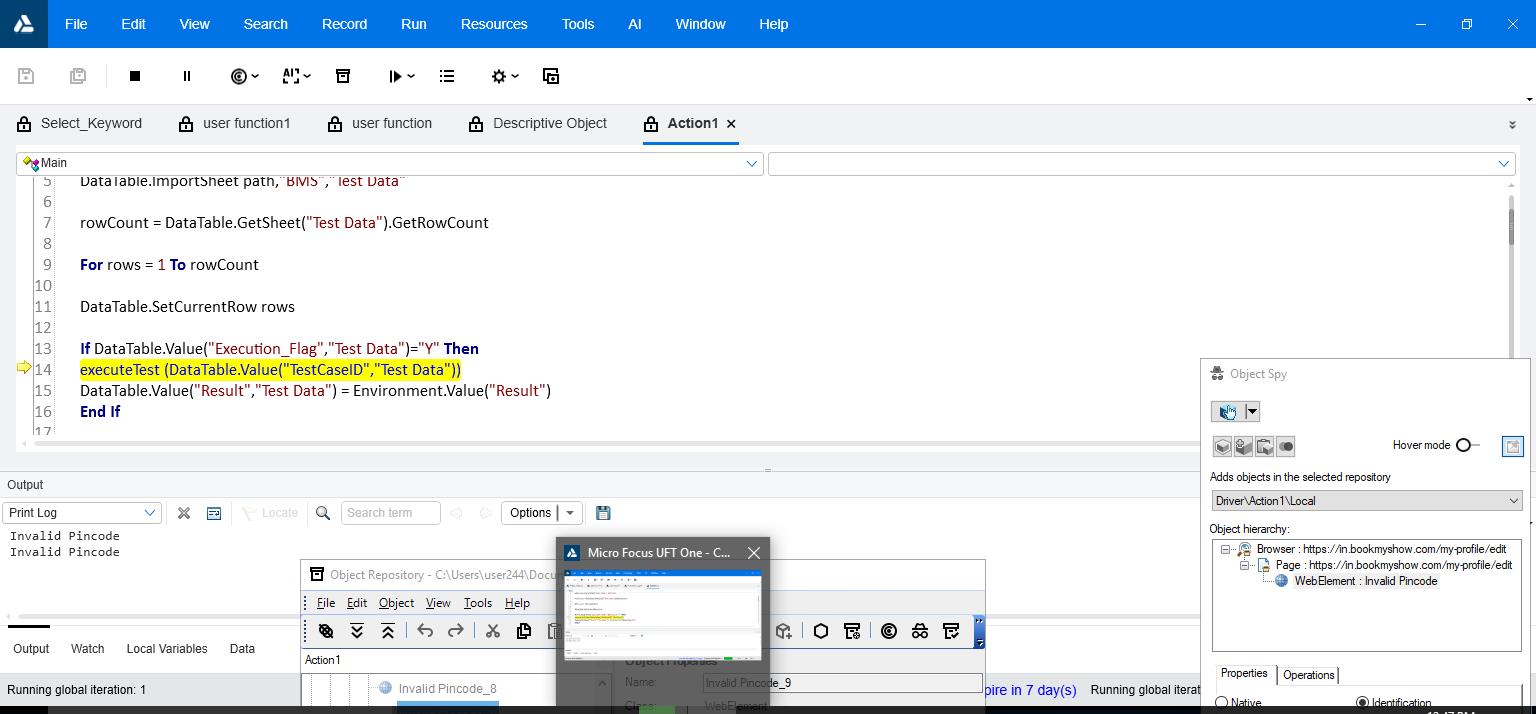 File Edit View Search Record Run Resources Tools AI Window Help
Select_Keyword user function1 user function Descriptive Object Action1
Main
5 DataTable.ImportSheet path,"BMS","Test Data"
6
7 rowCount = DataTable.GetSheet("Test Data").GetRowCount
8
9 For rows = 1 To rowCount
10
11 DataTable.SetCurrentRow rows
12
13 If DataTable.Value("Execution_Flag","Test Data")="Y" Then
14 executeTest (DataTable.Value("TestCaseID","Test Data"))
15 DataTable.Value("Result","Test Data") = Environment.Value("Result")
16 End If
17
Object Spy
Hover mode
Adds objects in the selected repository
Driver\Action1\Local
Object hierarchy:
Browser : https://in.bookmyshow.com/my-profile/edit
Page : https://in.bookmyshow.com/my-profile/edit
WebElement : Invalid Pincode
Properties Operations
Native Identification
Output
Print Log Locate Search term Options
Invalid Pincode
Invalid Pincode
Micro Focus UFT One - C...
Object Repository - C:\Users\user244\Docu
File Edit Object View Tools Help
Action1
Object Properties
Invalid Pincode_8
Name: Invalid Pincode_9
Class: WebElement
Output Watch Local Variables Data
Running global iteration: 1
pire in 7 day(s) Running global iterat